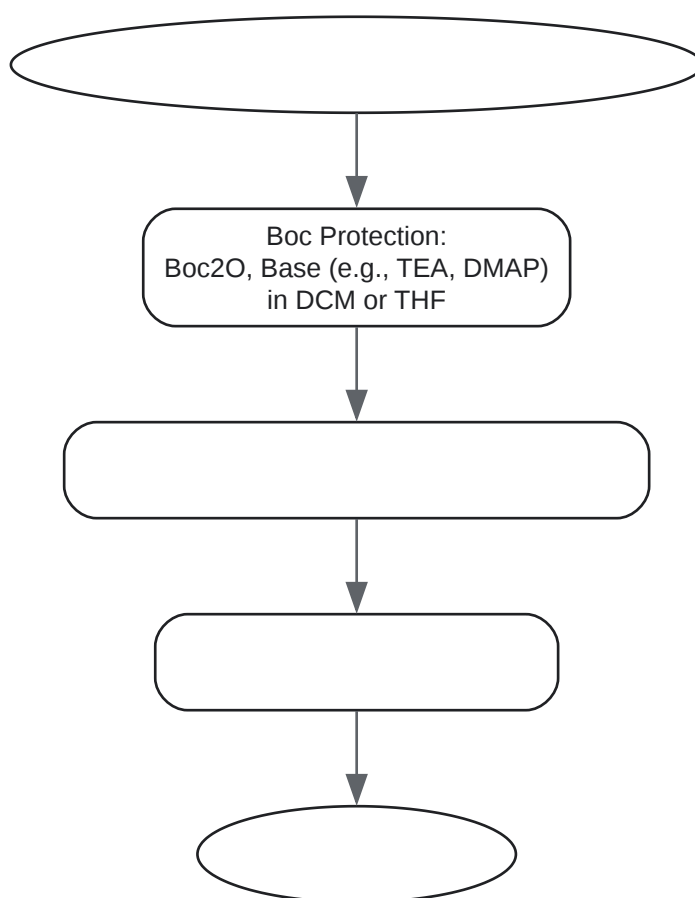 Boc Protection:
Boc2O, Base (e.g., TEA, DMAP)
in DCM or THF